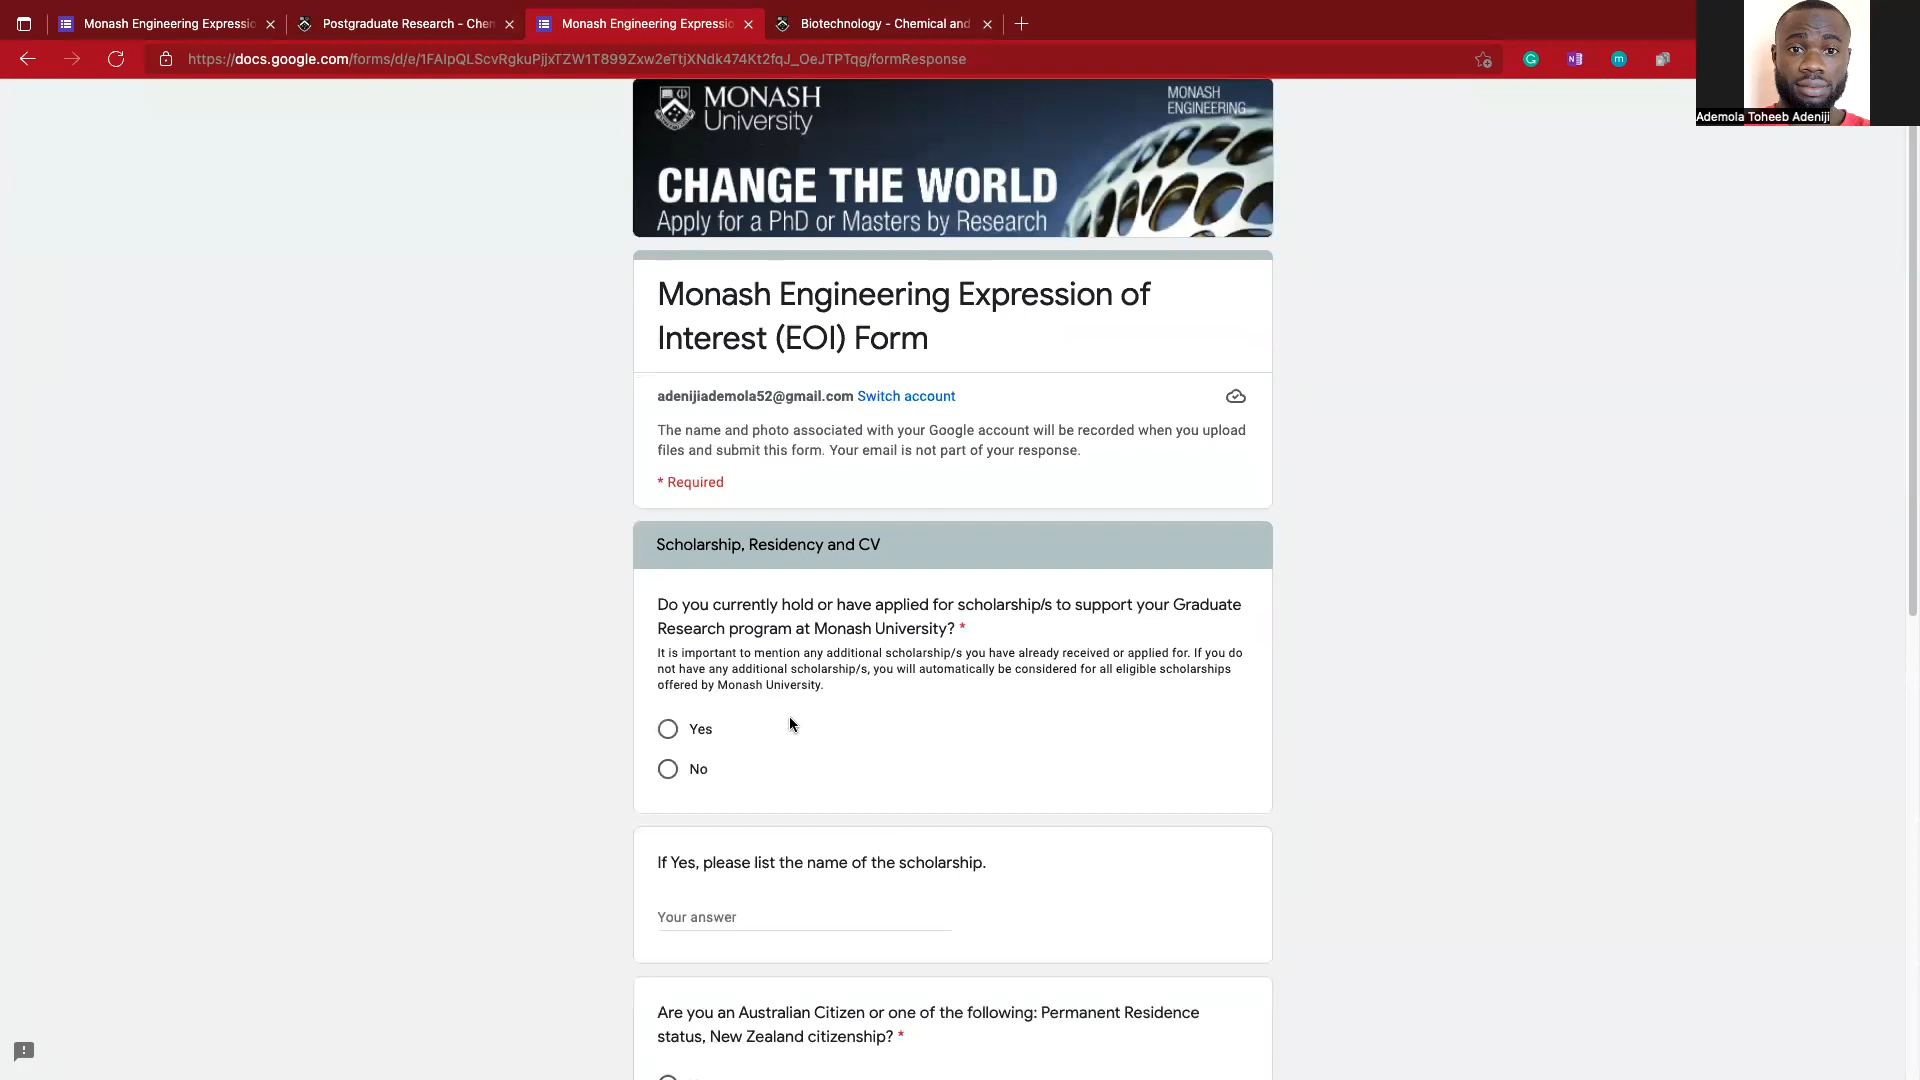 Monash Engineering Expressio
Postgraduate Research - Chem
Monash Engineering Expressio
Biotechnology - Chemical and
https://docs.google.com/forms/d/e/1FAIpQLScvRgkuPjjxTZW1T899Zxw2eTtjXNdk474Kt2fqJ_OeJTPTqg/formResponse
Ademola Toheeb Adeniji
MONASH
University
MONASH
ENGINEERING
CHANGE THE WORLD
Apply for a PhD or Masters by Research
Monash Engineering Expression of
Interest (EOI) Form
adenijiademola52@gmail.com Switch account
The name and photo associated with your Google account will be recorded when you upload
files and submit this form. Your email is not part of your response.
* Required
Scholarship, Residency and CV
Do you currently hold or have applied for scholarship/s to support your Graduate
Research program at Monash University? *
It is important to mention any additional scholarship/s you have already received or applied for. If you do
not have any additional scholarship/s, you will automatically be considered for all eligible scholarships
offered by Monash University.
Yes
No
If Yes, please list the name of the scholarship.
Your answer
Are you an Australian Citizen or one of the following: Permanent Residence
status, New Zealand citizenship? *